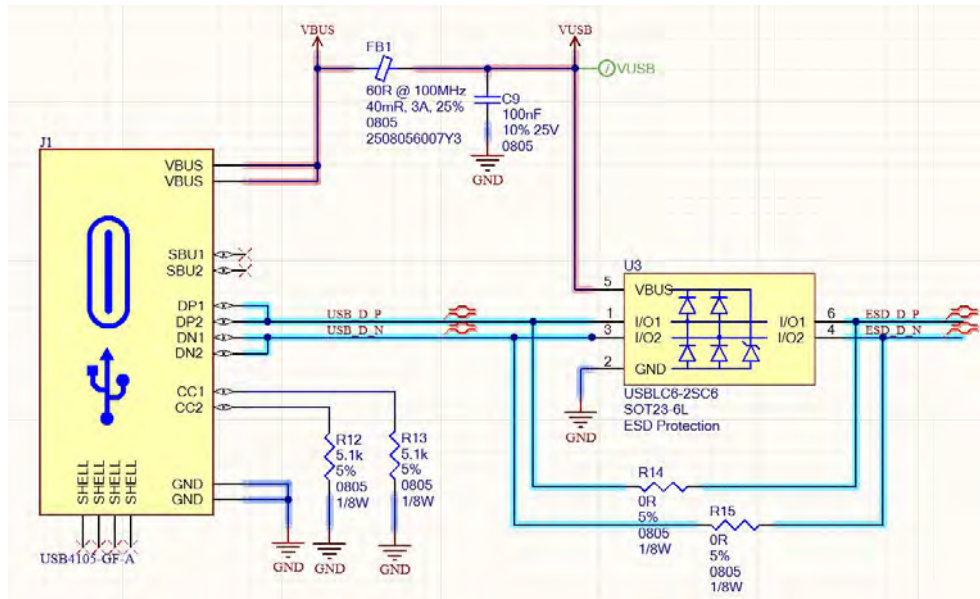 VBUS
VUSB
FB1
VUSB
60R @ 100MHz
40mR, 3A, 25%
0805
2508056007Y3
C9
100nF
10% 25V
0805
GND
J1
VBUS
VBUS
SBU1
SBU2
DP1
DP2
DN1
DN2
CC1
CC2
GND
GND
SHELL
SHELL
SHELL
SHELL
USB4105-GF-A
USB_D_P
USB_D_N
U3
5
VBUS
1
I/O1
3
I/O2
2
GND
I/O1
6
I/O2
4
ESD_D_P
ESD_D_N
USBLC6-2SC6
SOT23-6L
ESD Protection
GND
R12
5.1k
5%
0805
1/8W
R13
5.1k
5%
0805
1/8W
GND
GND
GND
R14
0R
5%
0805
1/8W
R15
0R
5%
0805
1/8W